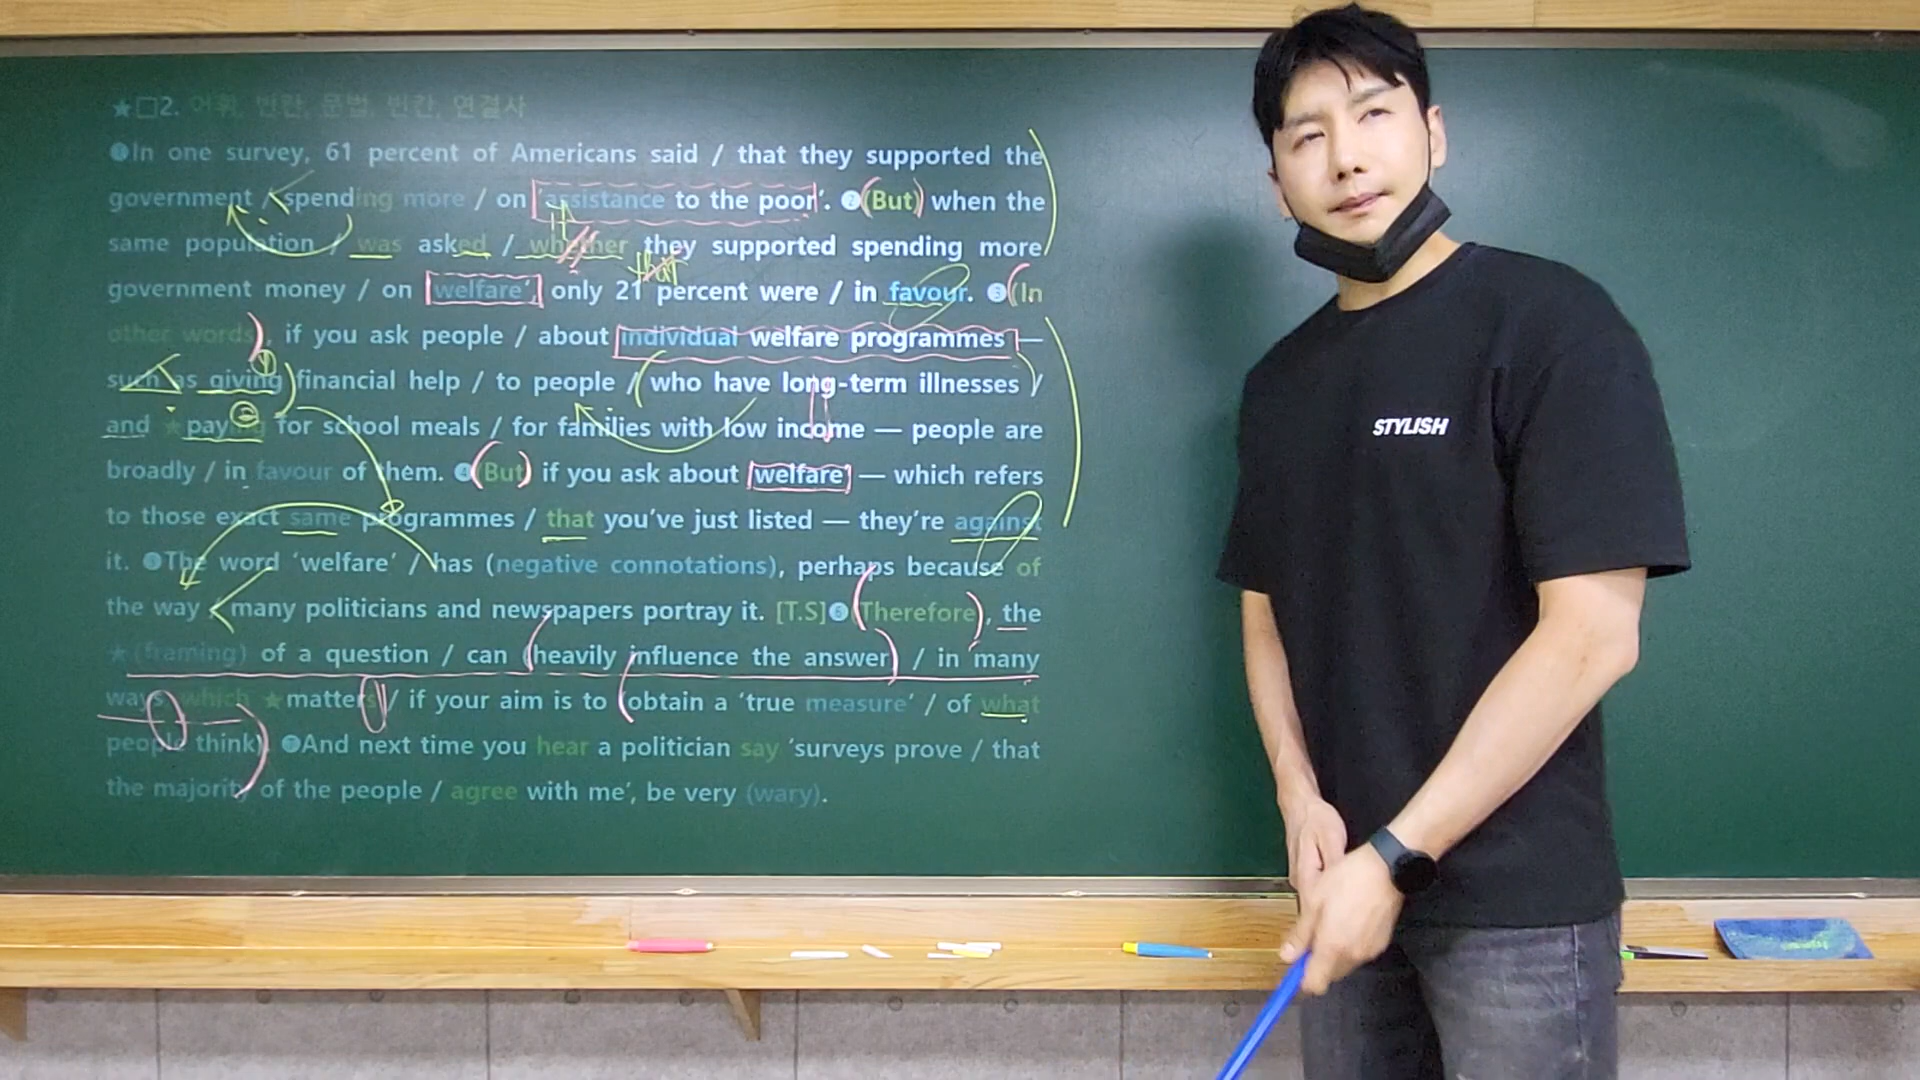 ★□2. 어휘, 빈칸, 문법, 빈칸, 연결사
❶In one survey, 61 percent of Americans said / that they supported the
government / spending more / on 'assistance to the poor'. ❷(But) when the
same population / was asked / whether they supported spending more
if
that
government money / on 'welfare', only 21 percent were / in favour. ❸(In
other words), if you ask people / about individual welfare programmes —
①
such as giving financial help / to people / (who have long-term illnesses /
②
and ★paying for school meals / for families with low income — people are
broadly / in favour of them. ❹(But) if you ask about 'welfare' — which refers
to those exact same programmes / that you've just listed — they're against
it. ❺The word 'welfare' / has (negative connotations), perhaps because of
the way / many politicians and newspapers portray it. [T.S]❻(Therefore), the
★(framing) of a question / can (heavily influence the answer) / in many
ways, which ★matters / if your aim is to (obtain a 'true measure' / of what
people think). ❼And next time you hear a politician say 'surveys prove / that
the majority of the people / agree with me', be very (wary).
STYLISH